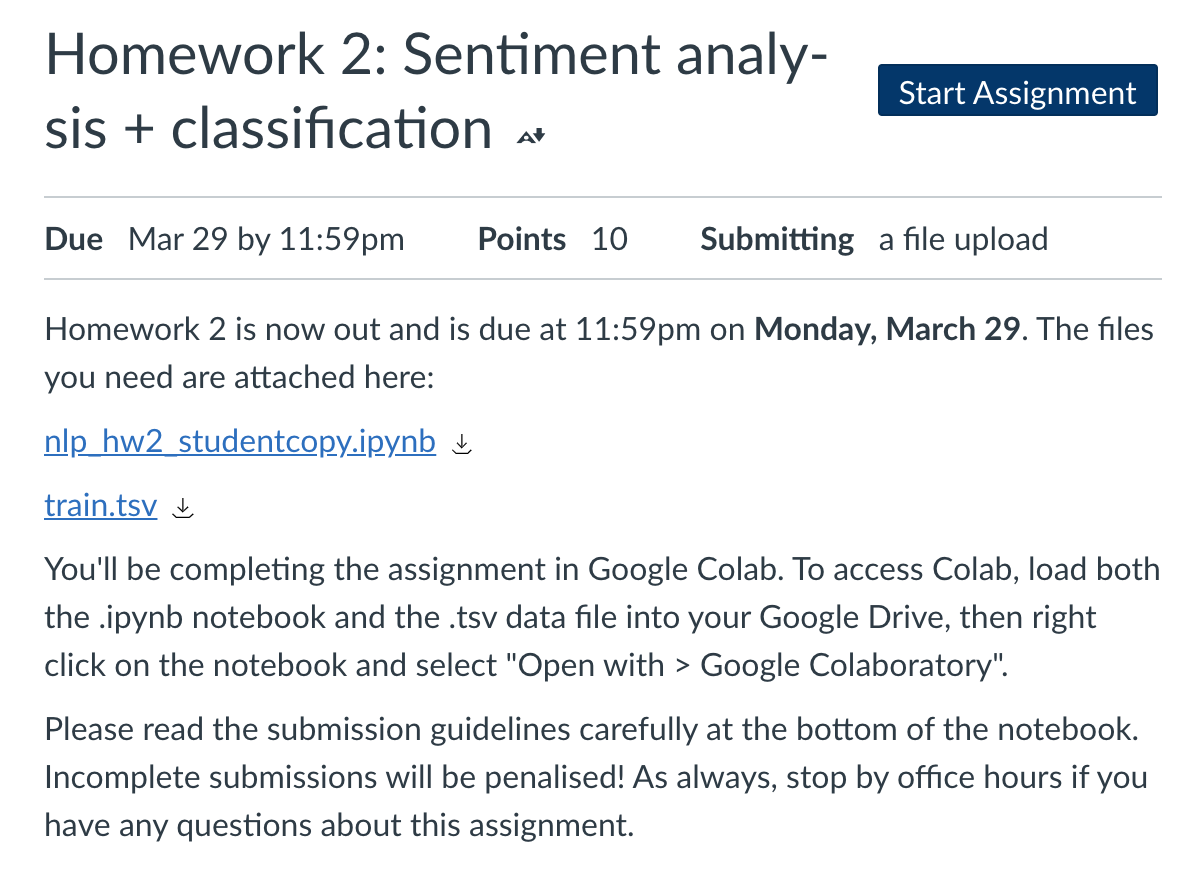 Homework 2: Sentiment analy-
sis + classification
Start Assignment
Due Mar 29 by 11:59pm Points 10 Submitting a file upload
Homework 2 is now out and is due at 11:59pm on Monday, March 29. The files
you need are attached here:
nlp_hw2_studentcopy.ipynb
train.tsv
You'll be completing the assignment in Google Colab. To access Colab, load both
the .ipynb notebook and the .tsv data file into your Google Drive, then right
click on the notebook and select "Open with > Google Colaboratory".
Please read the submission guidelines carefully at the bottom of the notebook.
Incomplete submissions will be penalised! As always, stop by office hours if you
have any questions about this assignment.